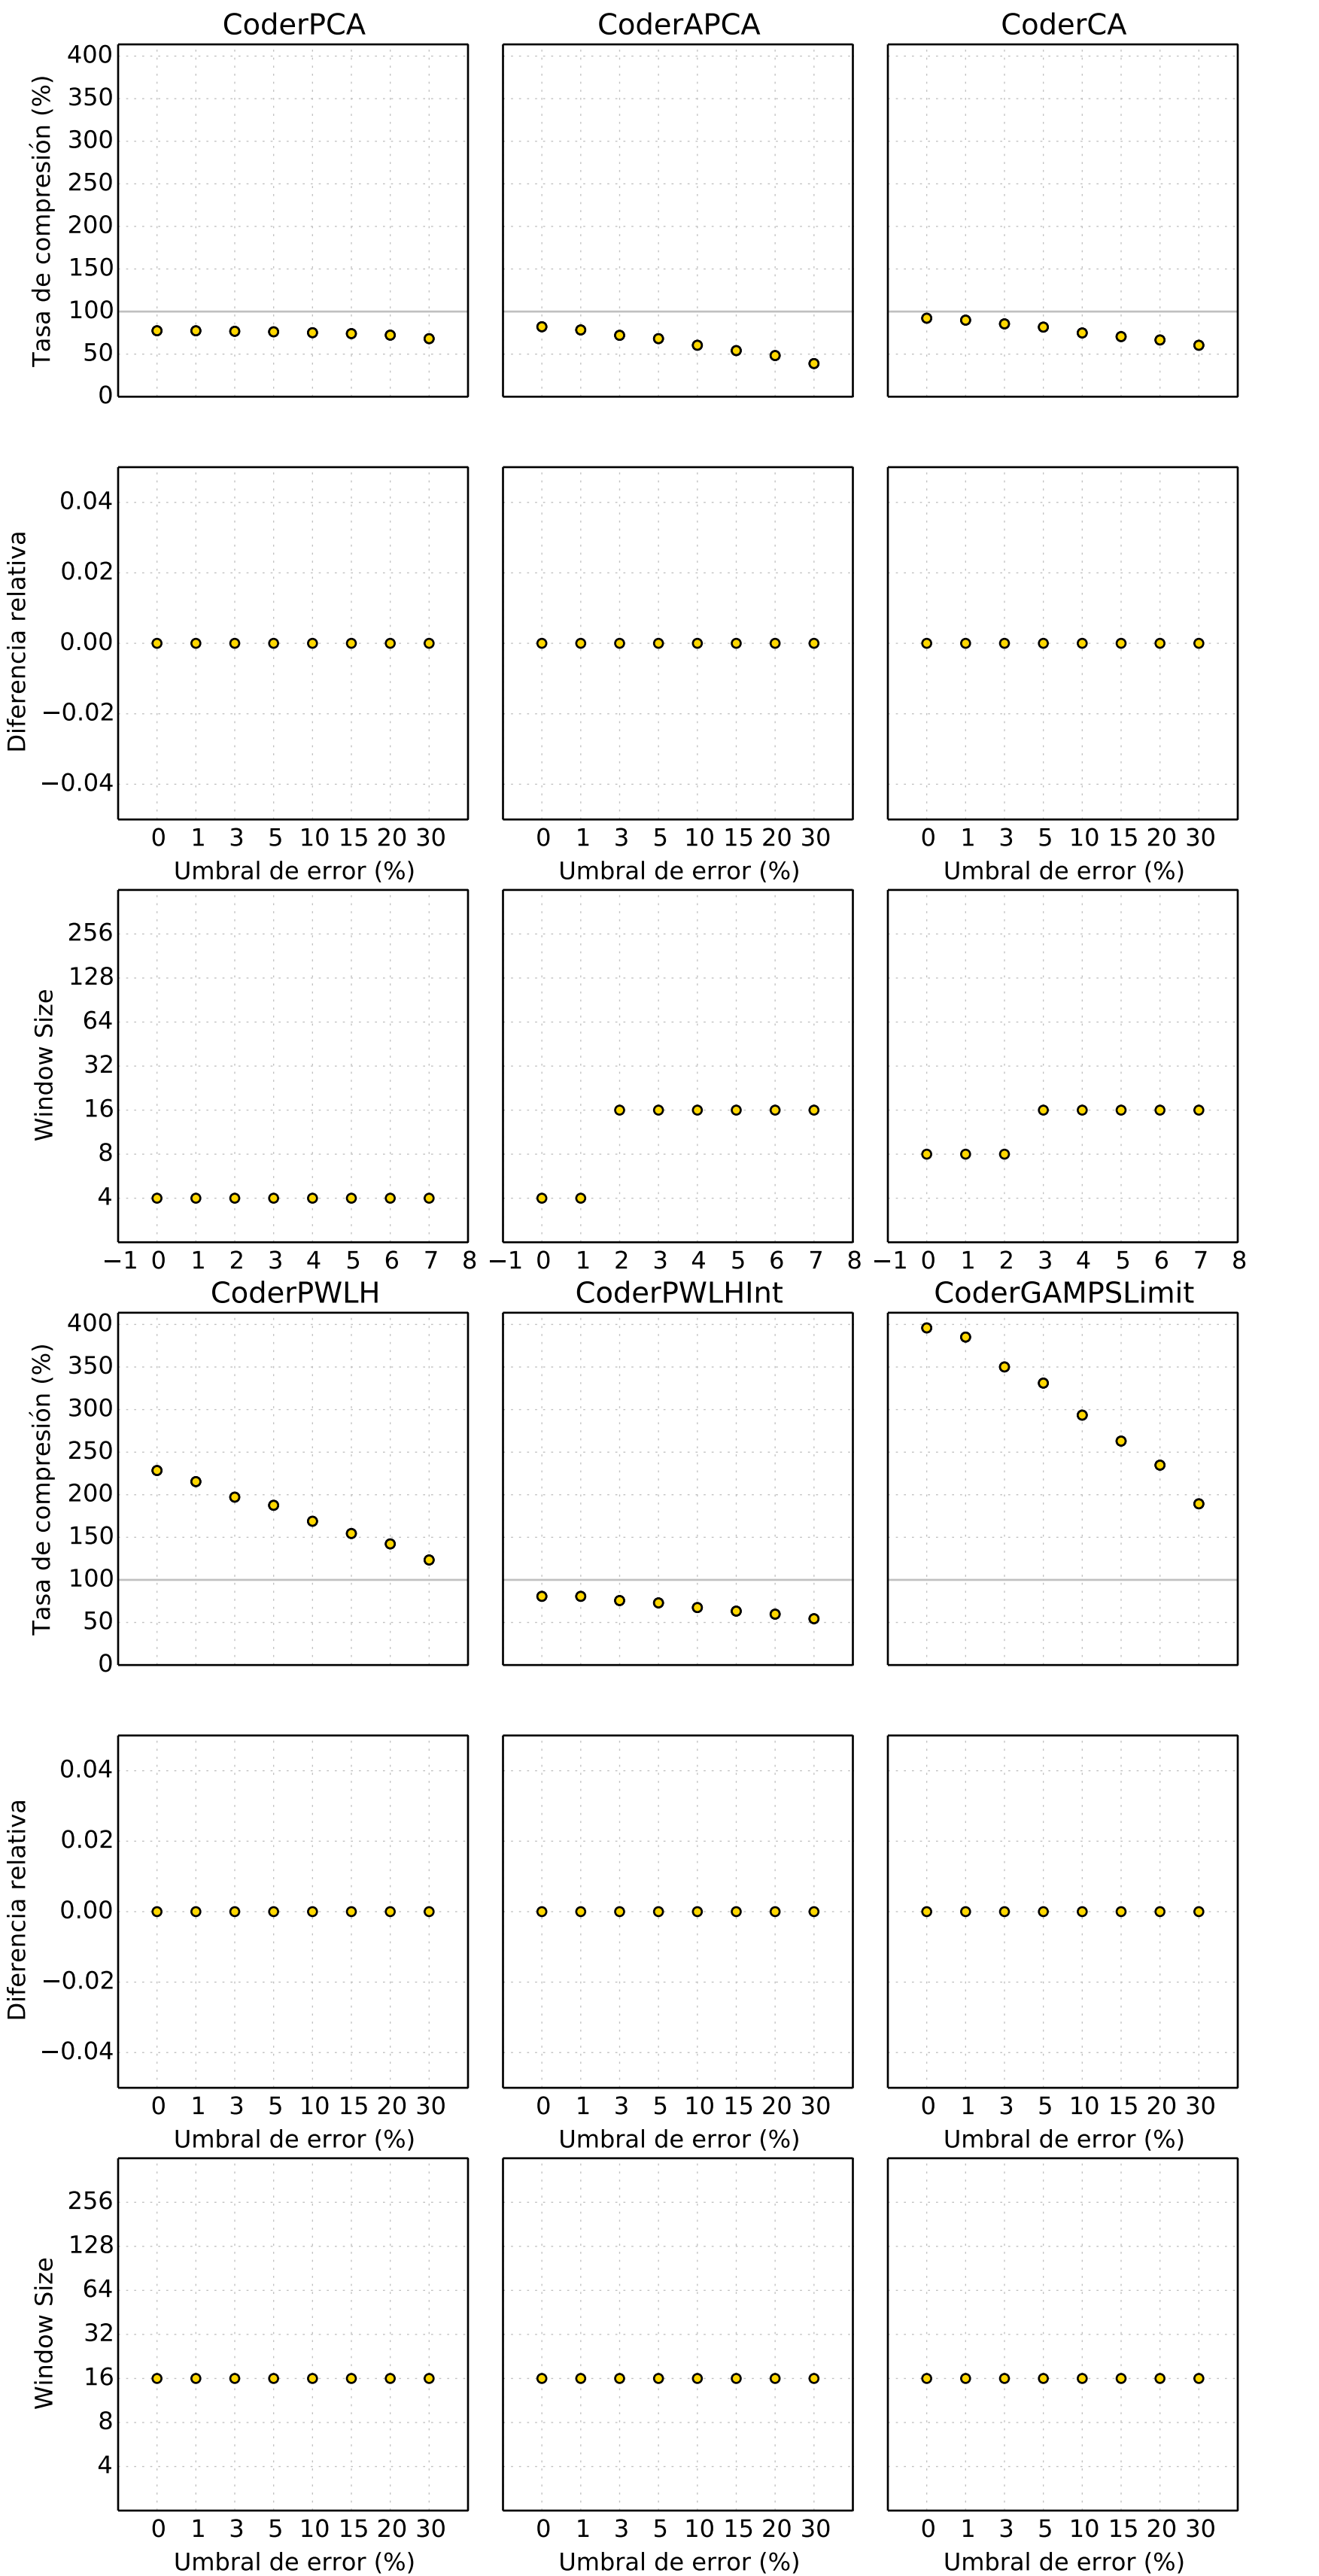 CoderPCA CoderAPCA CoderCA
Tasa de compresión (%)
400
350
300
250
200
150
100
50
0
Diferencia relativa
0.04
0.02
0.00
−0.02
−0.04
0 1 3 5 10 15 20 30 0 1 3 5 10 15 20 30 0 1 3 5 10 15 20 30
Umbral de error (%) Umbral de error (%) Umbral de error (%)
Window Size
256
128
64
32
16
8
4
−1 0 1 2 3 4 5 6 7 8 −1 0 1 2 3 4 5 6 7 8 −1 0 1 2 3 4 5 6 7 8
CoderPWLH CoderPWLHInt CoderGAMPSLimit
Tasa de compresión (%)
400
350
300
250
200
150
100
50
0
Diferencia relativa
0.04
0.02
0.00
−0.02
−0.04
0 1 3 5 10 15 20 30 0 1 3 5 10 15 20 30 0 1 3 5 10 15 20 30
Umbral de error (%) Umbral de error (%) Umbral de error (%)
Window Size
256
128
64
32
16
8
4
0 1 3 5 10 15 20 30 0 1 3 5 10 15 20 30 0 1 3 5 10 15 20 30
Umbral de error (%) Umbral de error (%) Umbral de error (%)